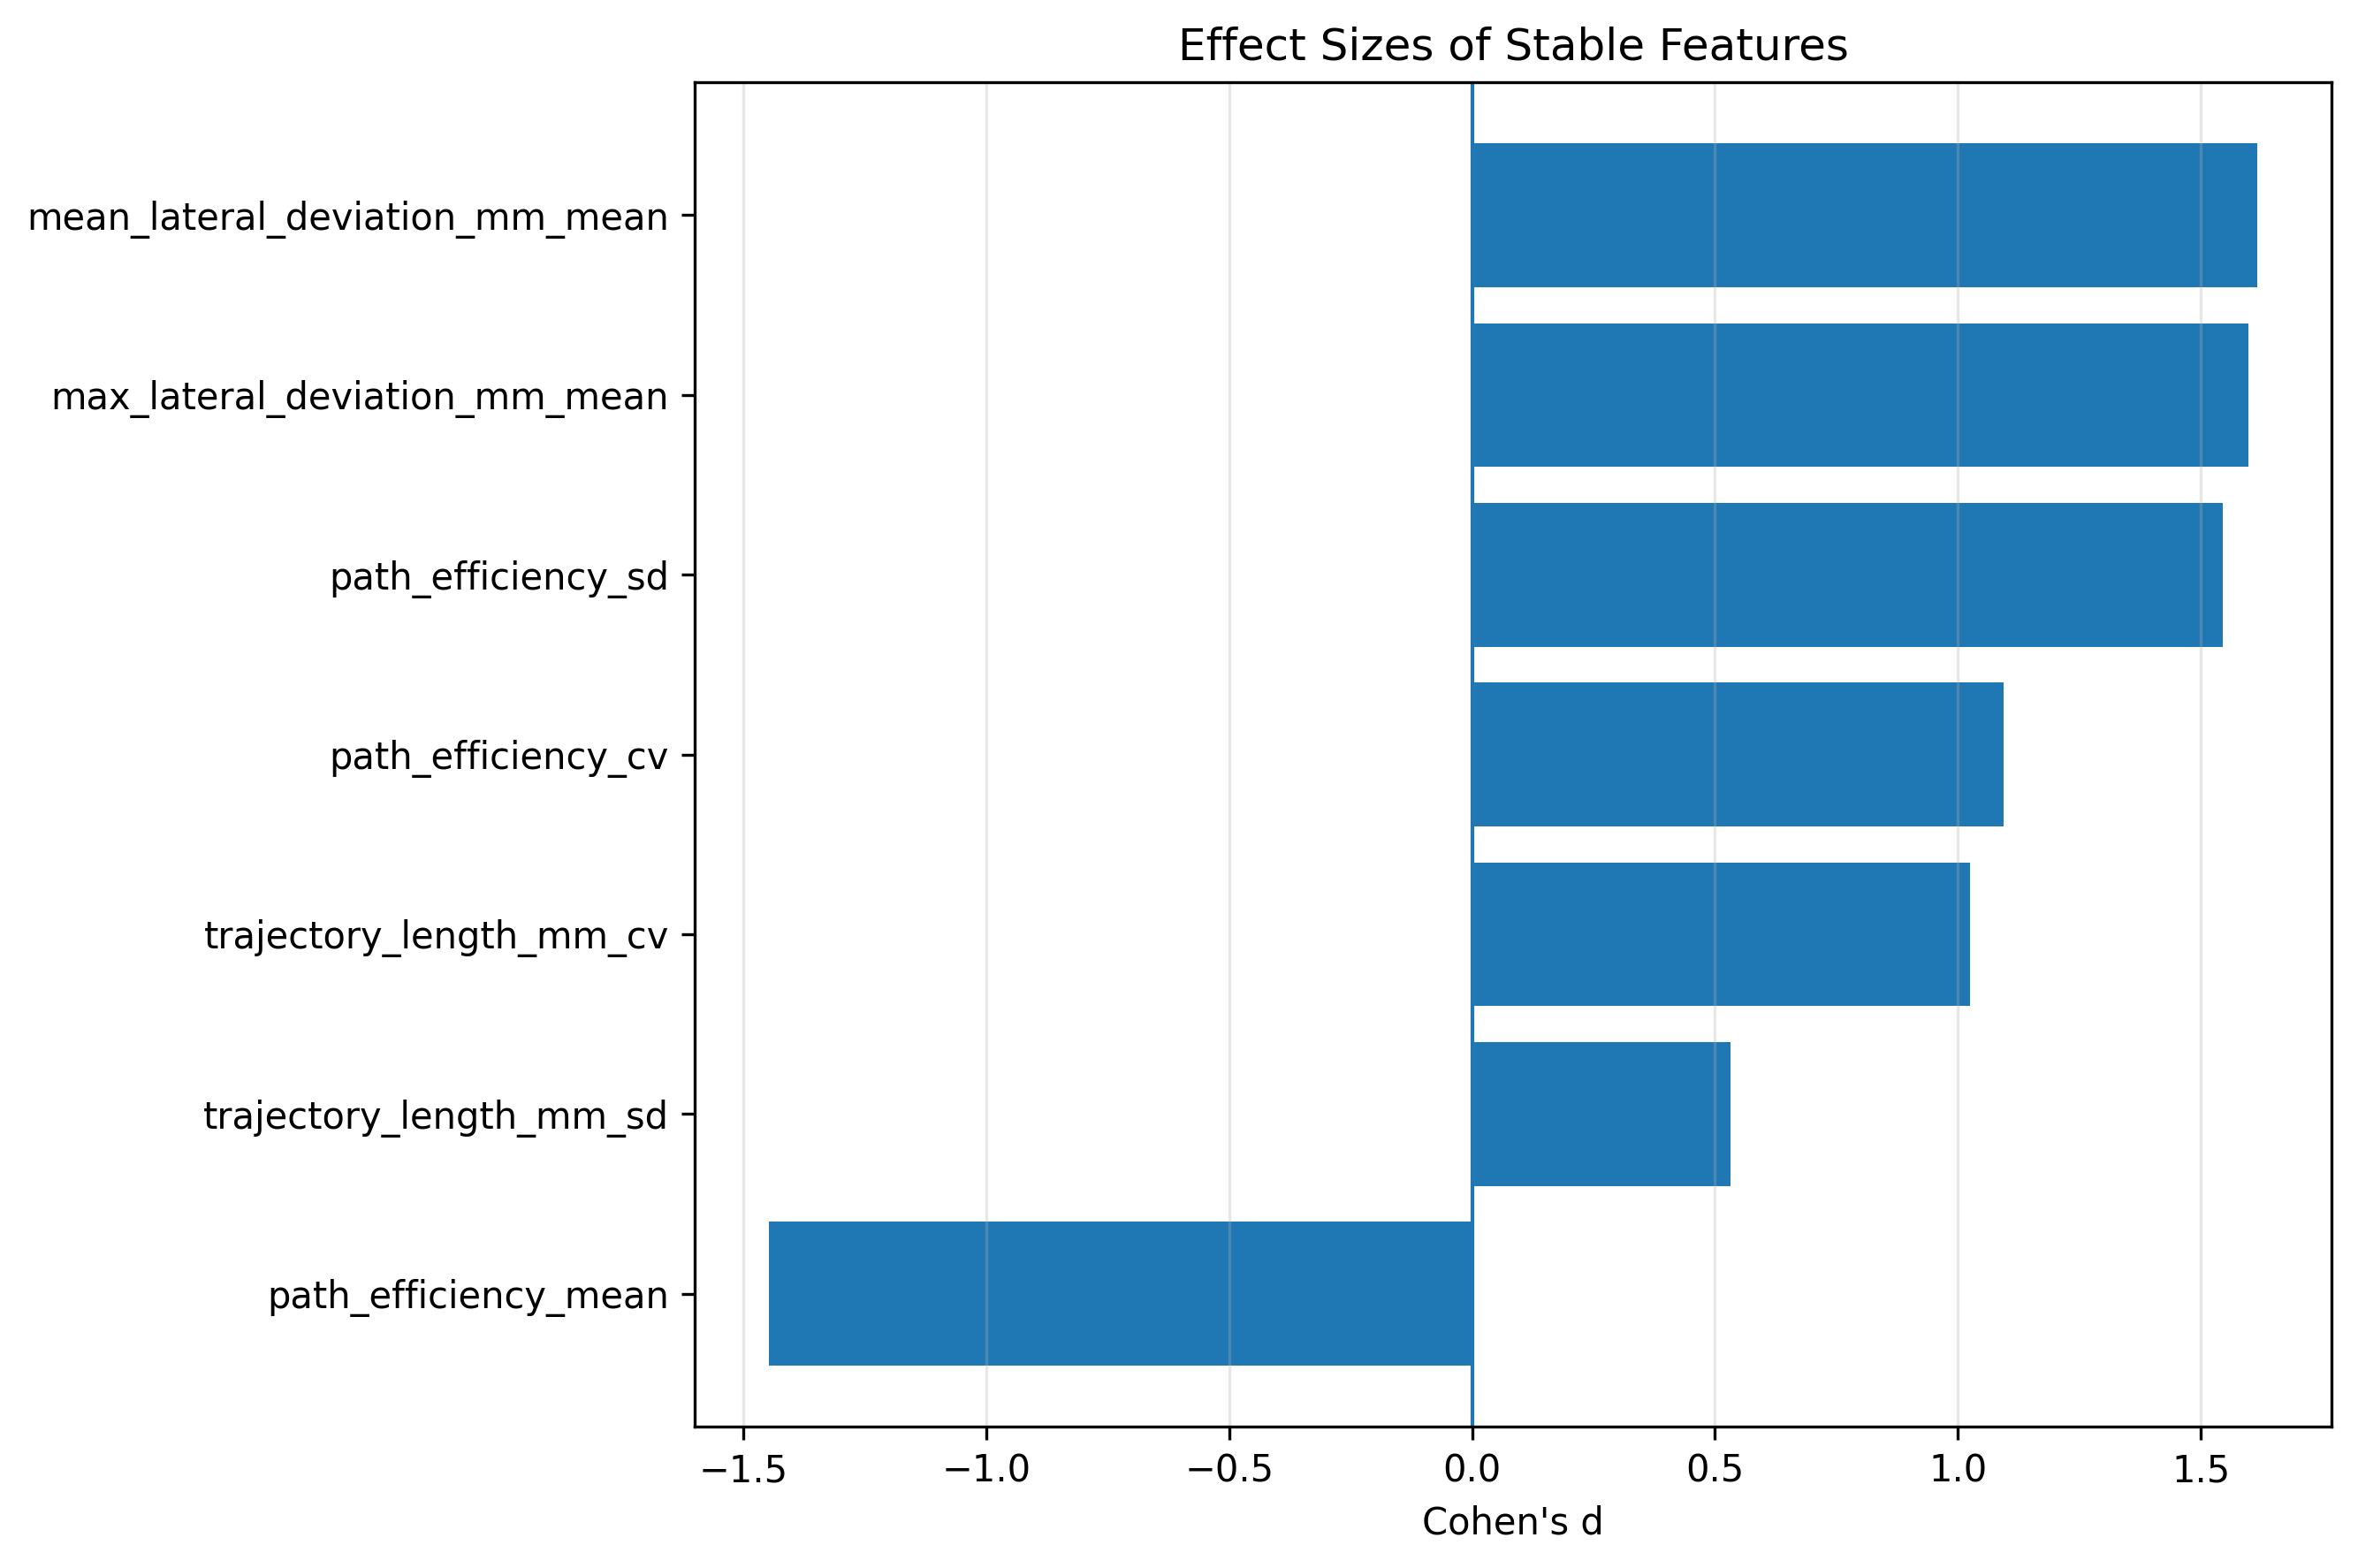 Effect Sizes of Stable Features
mean_lateral_deviation_mm_mean
max_lateral_deviation_mm_mean
path_efficiency_sd
path_efficiency_cv
trajectory_length_mm_cv
trajectory_length_mm_sd
path_efficiency_mean
−1.5 −1.0 −0.5 0.0 0.5 1.0 1.5
Cohen's d